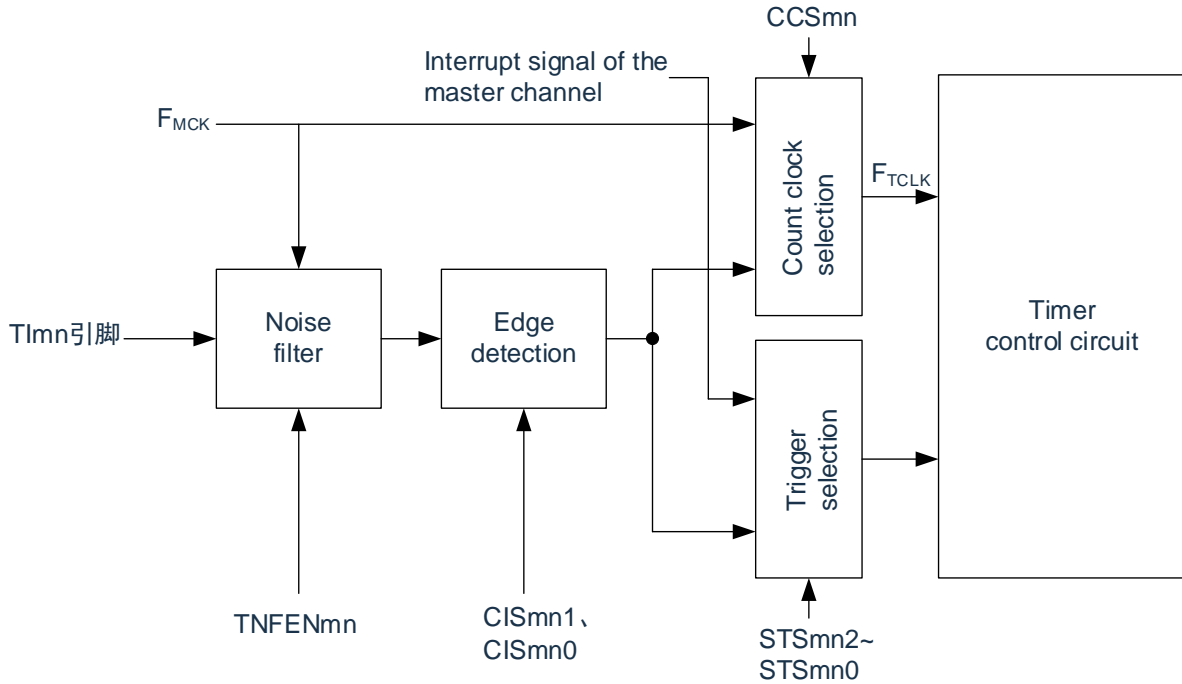 CCSmn
Interrupt signal of the
master channel
FMCK
Count clock
selection
FTCLK
TImn引脚
Noise
filter
Edge
detection
Timer
control circuit
Trigger
selection
TNFENmn
CISmn1、
CISmn0
STSmn2~
STSmn0